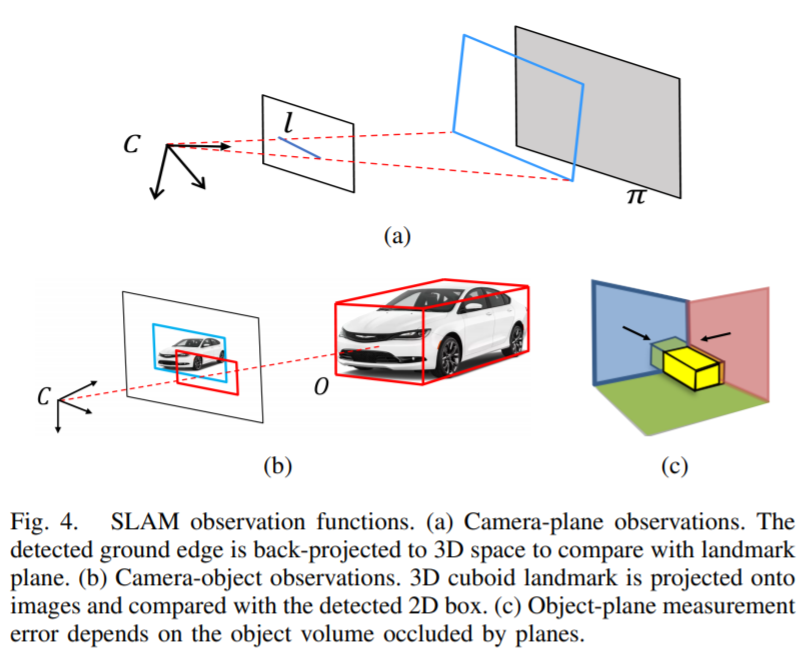 C
l
π
(a)
C
O
(b)
(c)
Fig. 4. SLAM observation functions. (a) Camera-plane observations. The
detected ground edge is back-projected to 3D space to compare with landmark
plane. (b) Camera-object observations. 3D cuboid landmark is projected onto
images and compared with the detected 2D box. (c) Object-plane measurement
error depends on the object volume occluded by planes.